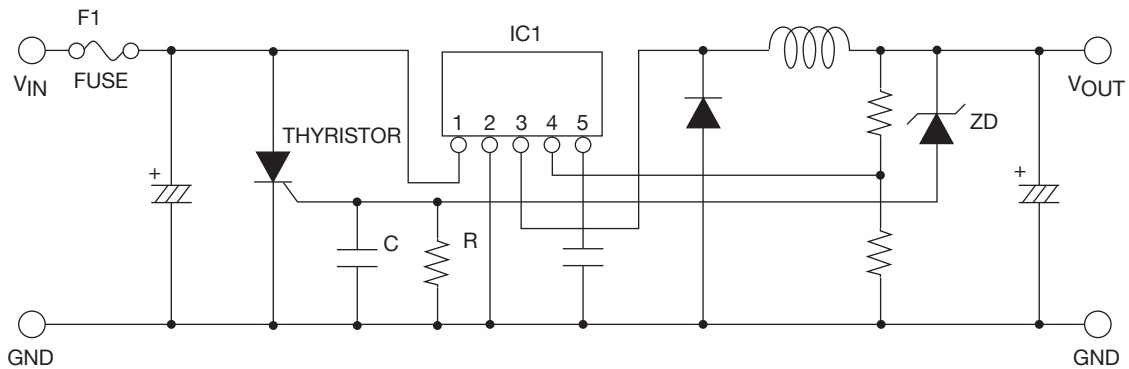 F1
IC1
VIN
FUSE
VOUT
1 2 3 4 5
THYRISTOR
ZD
+
+
C
R
GND
GND